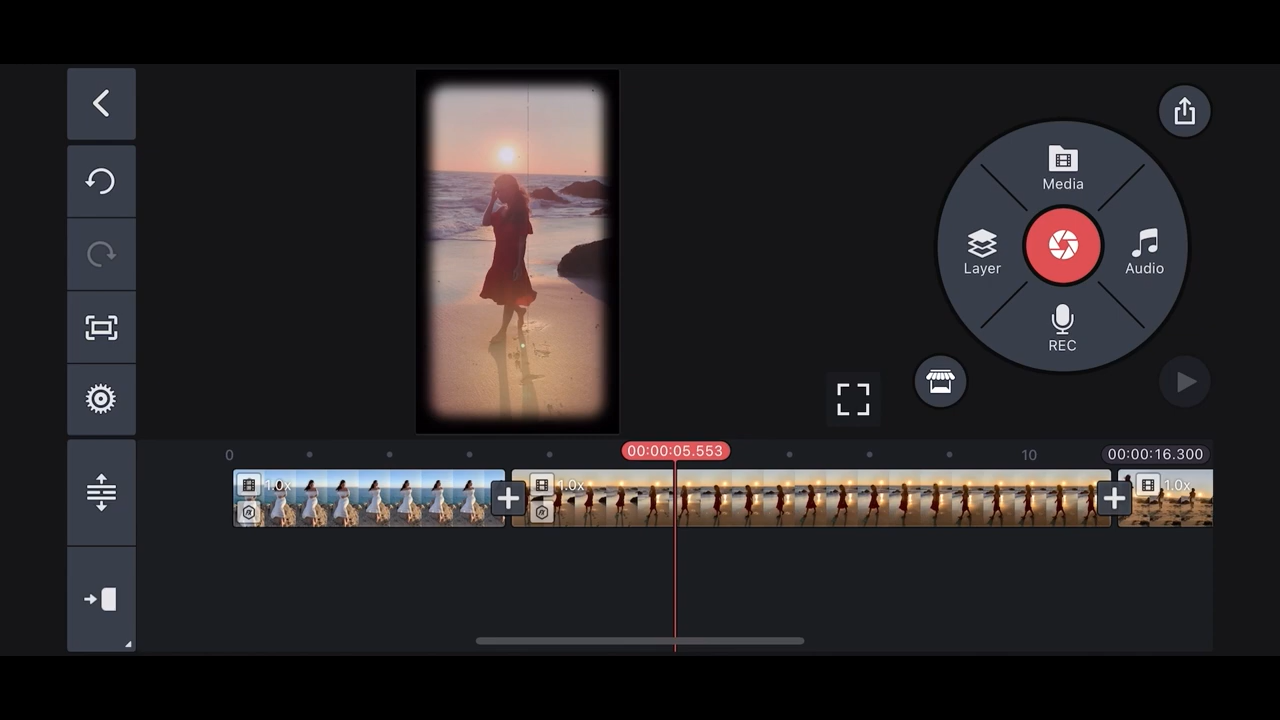 Media
Layer
Audio
REC
0
00:00:05.553
10
00:00:16.300
1.0x
1.0x
1.0x